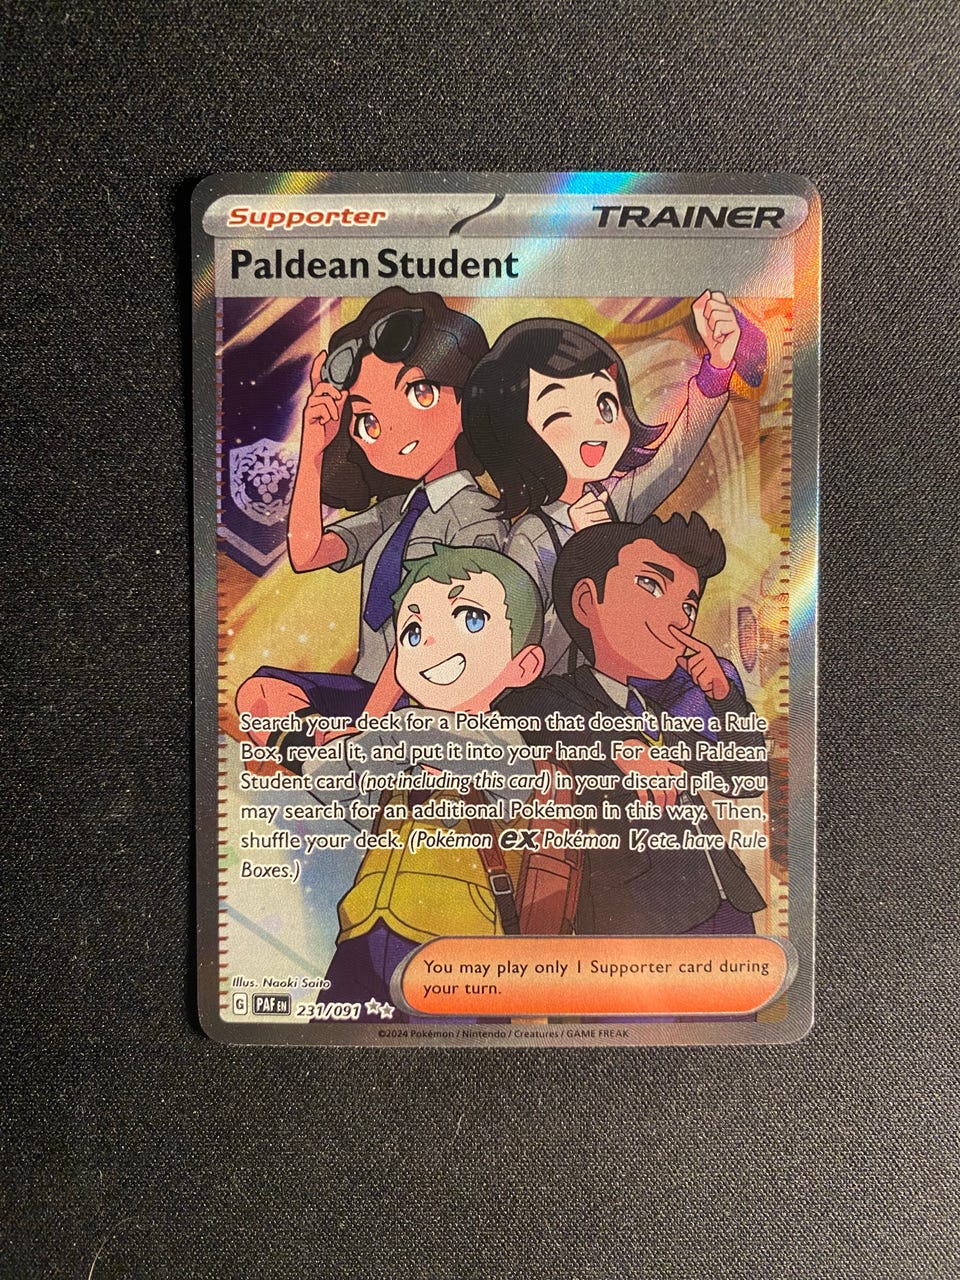 Supporter TRAINER
Paldean Student
Search your deck for a Pokémon that doesn't have a Rule
Box, reveal it, and put it into your hand. For each Paldean
Student card (not including this card) in your discard pile, you
may search for an additional Pokémon in this way. Then,
shuffle your deck. (Pokémon ex, Pokémon V, etc. have Rule
Boxes.)
You may play only 1 Supporter card during
your turn.
Illus. Naoki Saito
G PAF EN 231/091
©2024 Pokémon / Nintendo / Creatures / GAME FREAK